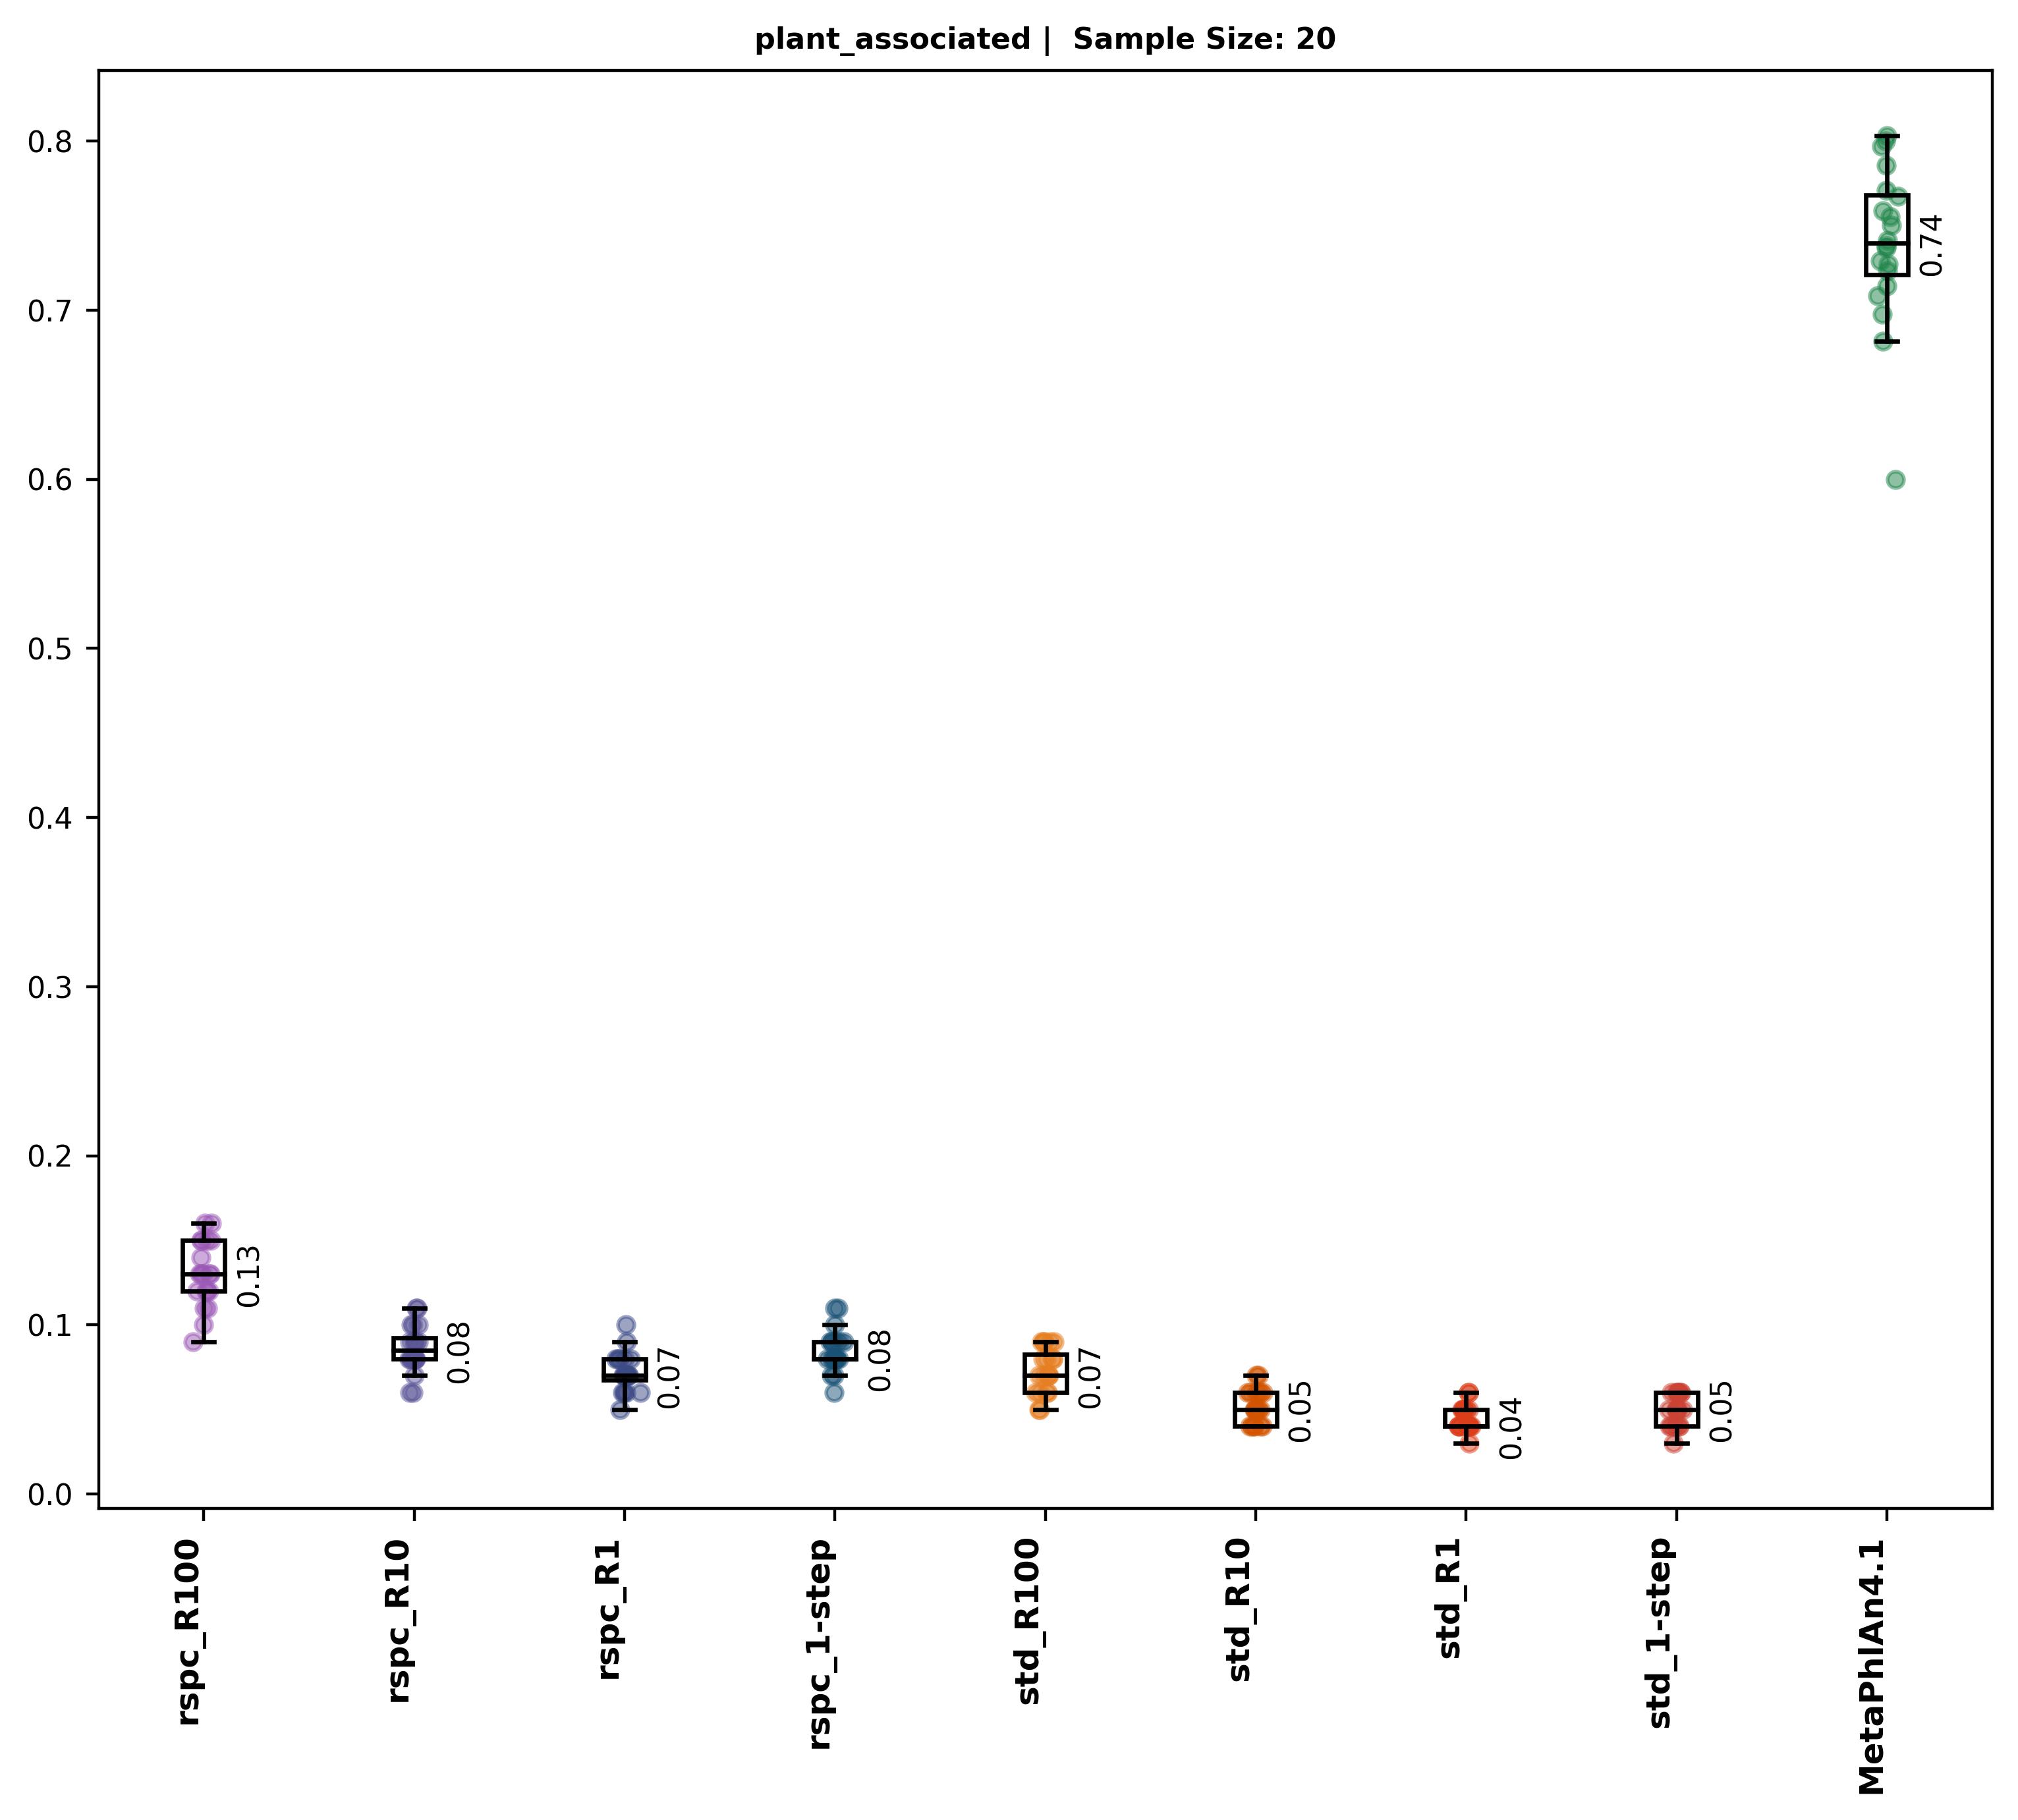 plant_associated |  Sample Size: 20
0.8
0.7
0.6
0.5
0.4
0.3
0.2
0.1
0.0
0.13
0.08
0.07
0.08
0.07
0.05
0.04
0.05
0.74
rspc_R100
rspc_R10
rspc_R1
rspc_1-step
std_R100
std_R10
std_R1
std_1-step
MetaPhlAn4.1